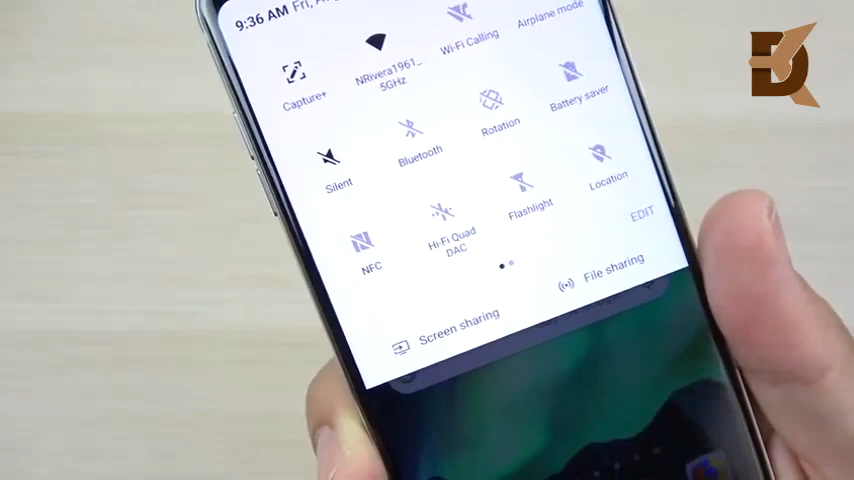 9:36 AM Fri,
Capture+
NRivera1961_
5GHz
Wi-Fi Calling
Airplane mode
Silent
Bluetooth
Rotation
Battery saver
NFC
Hi-Fi Quad
DAC
Flashlight
Location
EDIT
Screen sharing
File sharing